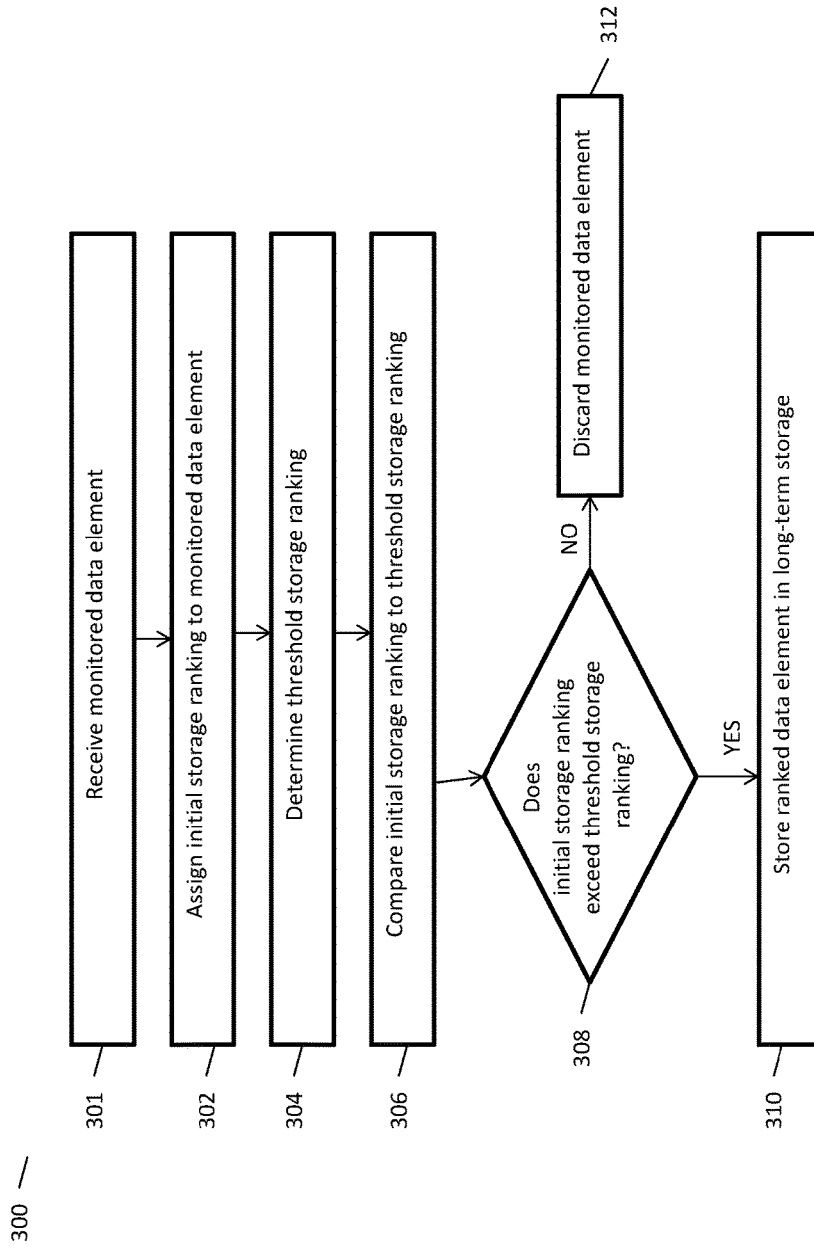 300
301
Receive monitored data element
302
Assign initial storage ranking to monitored data element
304
Determine threshold storage ranking
306
Compare initial storage ranking to threshold storage ranking
308
Does
initial storage ranking
exceed threshold storage
ranking?
NO
Discard monitored data element
312
YES
310
Store ranked data element in long-term storage